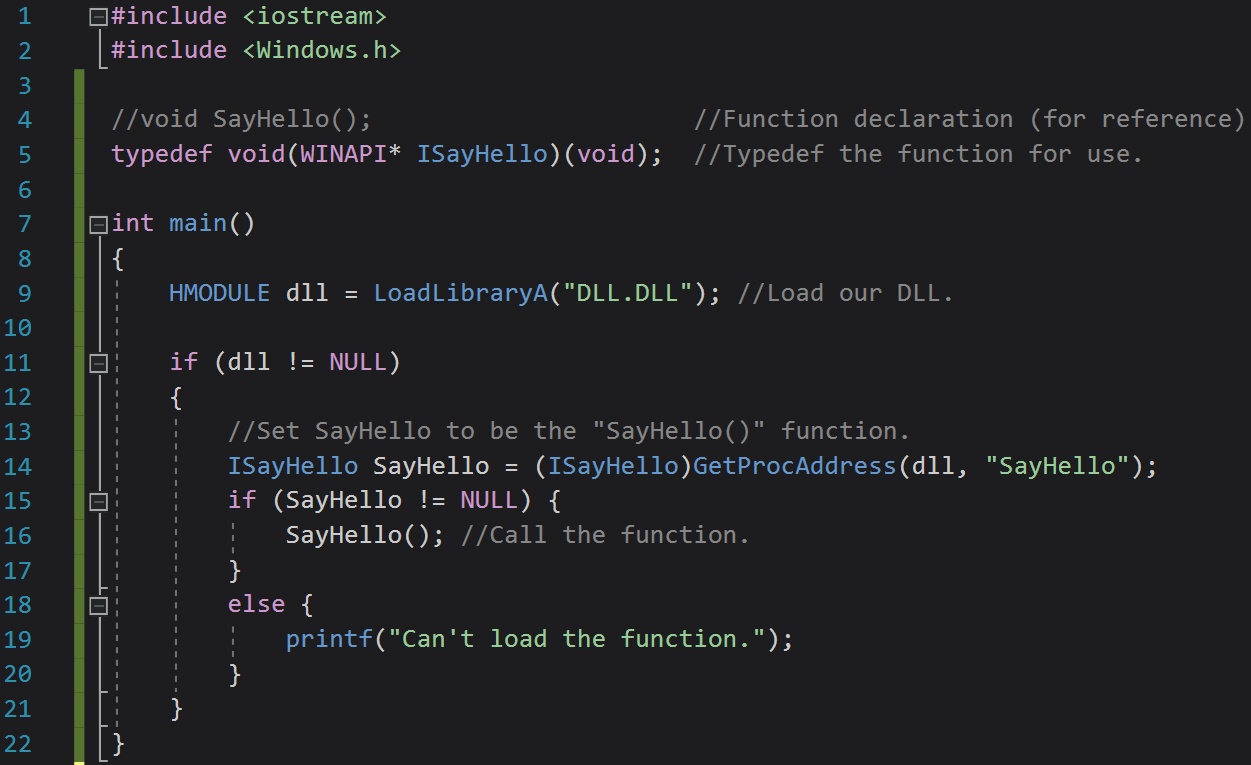 1 #include <iostream>
2 #include <Windows.h>
3
4 //void SayHello(); //Function declaration (for reference)
5 typedef void(WINAPI* ISayHello)(void); //Typedef the function for use.
6
7 int main()
8 {
9 HMODULE dll = LoadLibraryA("DLL.DLL"); //Load our DLL.
10
11 if (dll != NULL)
12 {
13 //Set SayHello to be the "SayHello()" function.
14 ISayHello SayHello = (ISayHello)GetProcAddress(dll, "SayHello");
15 if (SayHello != NULL) {
16 SayHello(); //Call the function.
17 }
18 else {
19 printf("Can't load the function.");
20 }
21 }
22 }